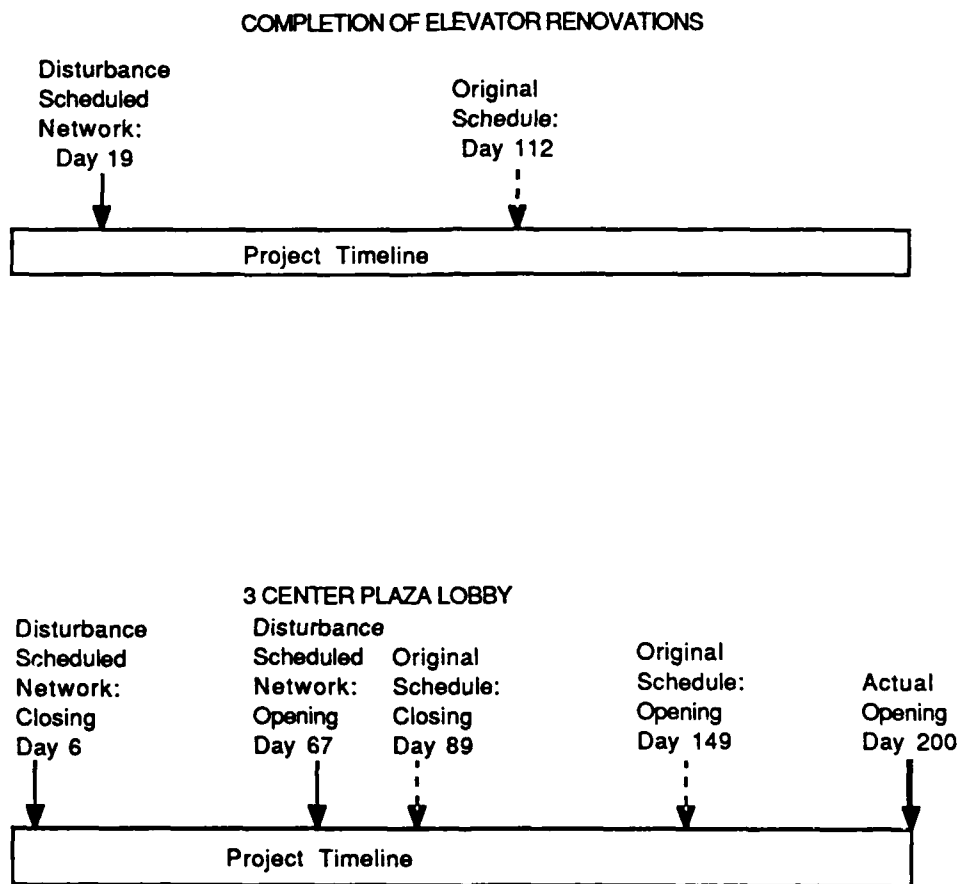 COMPLETION OF ELEVATOR RENOVATIONS
Disturbance
Scheduled
Network:
Day 19
Original
Schedule:
Day 112
Project Timeline
3 CENTER PLAZA LOBBY
Disturbance
Scheduled
Network:
Closing
Day 6
Disturbance
Scheduled
Network:
Opening
Day 67
Original
Schedule:
Closing
Day 89
Original
Schedule:
Opening
Day 149
Actual
Opening
Day 200
Project Timeline